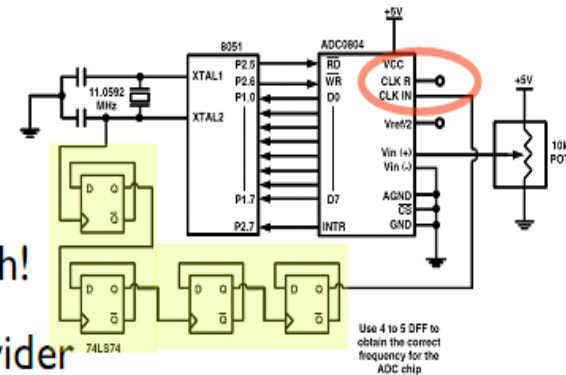 +5V
8051
ADC0804
P2.5
P2.6
P1.0
P1.7
P2.7
XTAL1
XTAL2
11.0592
MHz
RD
WR
D0
D7
INTR
VCC
CLK R
CLK IN
Vref/2
Vin (+)
Vin (-)
AGND
CS
GND
+5V
10k
POT
D Q
Q
h!
D Q
Q
D Q
Q
D Q
Q
vider
74LS74
Use 4 to 5 DFF to
obtain the correct
frequency for the
ADC chip